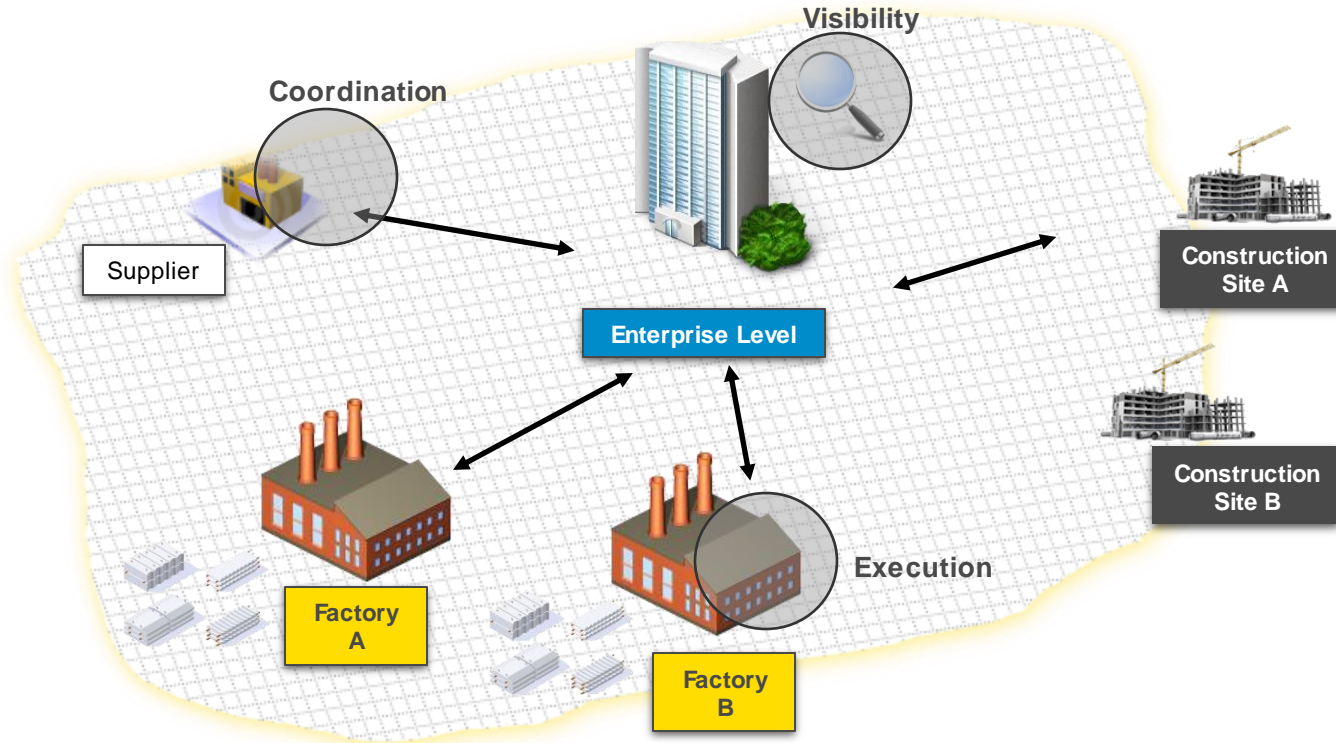 Visibility
Coordination
Supplier
Construction
Site A
Enterprise Level
Construction
Site B
Execution
Factory
A
Factory
B